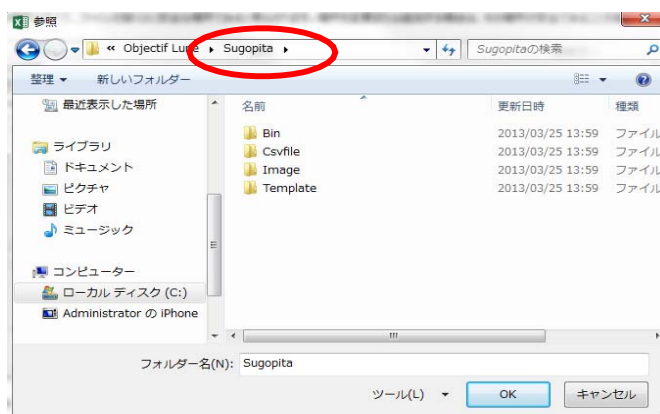 参照
« Objectif Lune ▸ Sugopita ▸
Sugopitaの検索
整理 ▼ 新しいフォルダー
最近表示した場所
ライブラリ
ドキュメント
ピクチャ
ビデオ
ミュージック
コンピューター
ローカル ディスク (C:)
Administrator の iPhone
名前 更新日時 種類
Bin 2013/03/25 13:59 ファイル
Csvfile 2013/03/25 13:59 ファイル
Image 2013/03/25 13:59 ファイル
Template 2013/03/25 13:59 ファイル
フォルダー名(N): Sugopita
ツール(L) ▼ OK キャンセル